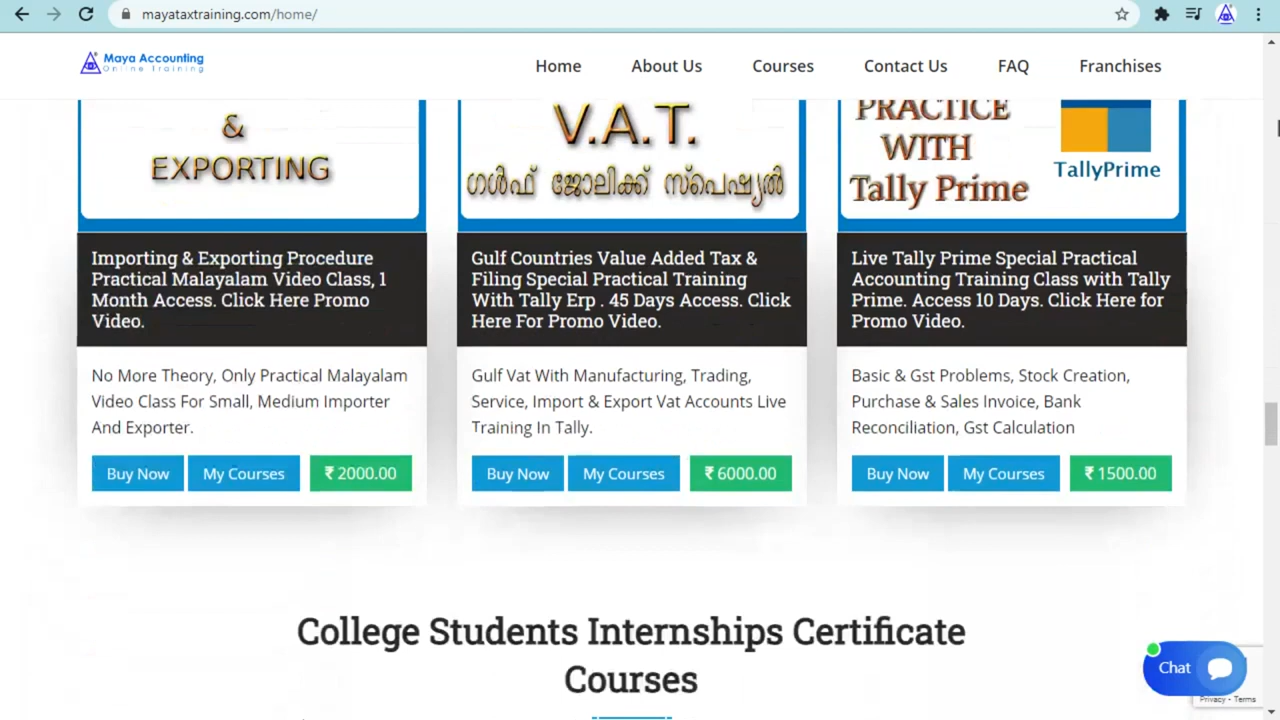 mayataxtraining.com/home/
Maya Accounting
Online Training
Home
About Us
Courses
Contact Us
FAQ
Franchises
&
EXPORTING
V.A.T.
ഗൾഫ് ജോലിക്ക് സ്പെഷ്യൽ
PRACTICE
WITH
Tally Prime
TallyPrime
Importing & Exporting Procedure
Practical Malayalam Video Class, 1
Month Access. Click Here Promo
Video.
Gulf Countries Value Added Tax &
Filing Special Practical Training
With Tally Erp . 45 Days Access. Click
Here For Promo Video.
Live Tally Prime Special Practical
Accounting Training Class with Tally
Prime. Access 10 Days. Click Here for
Promo Video.
No More Theory, Only Practical Malayalam
Video Class For Small, Medium Importer
And Exporter.
Gulf Vat With Manufacturing, Trading,
Service, Import & Export Vat Accounts Live
Training In Tally.
Basic & Gst Problems, Stock Creation,
Purchase & Sales Invoice, Bank
Reconciliation, Gst Calculation
Buy Now
My Courses
₹ 2000.00
Buy Now
My Courses
₹ 6000.00
Buy Now
My Courses
₹ 1500.00
College Students Internships Certificate
Courses
Chat
Privacy - Terms